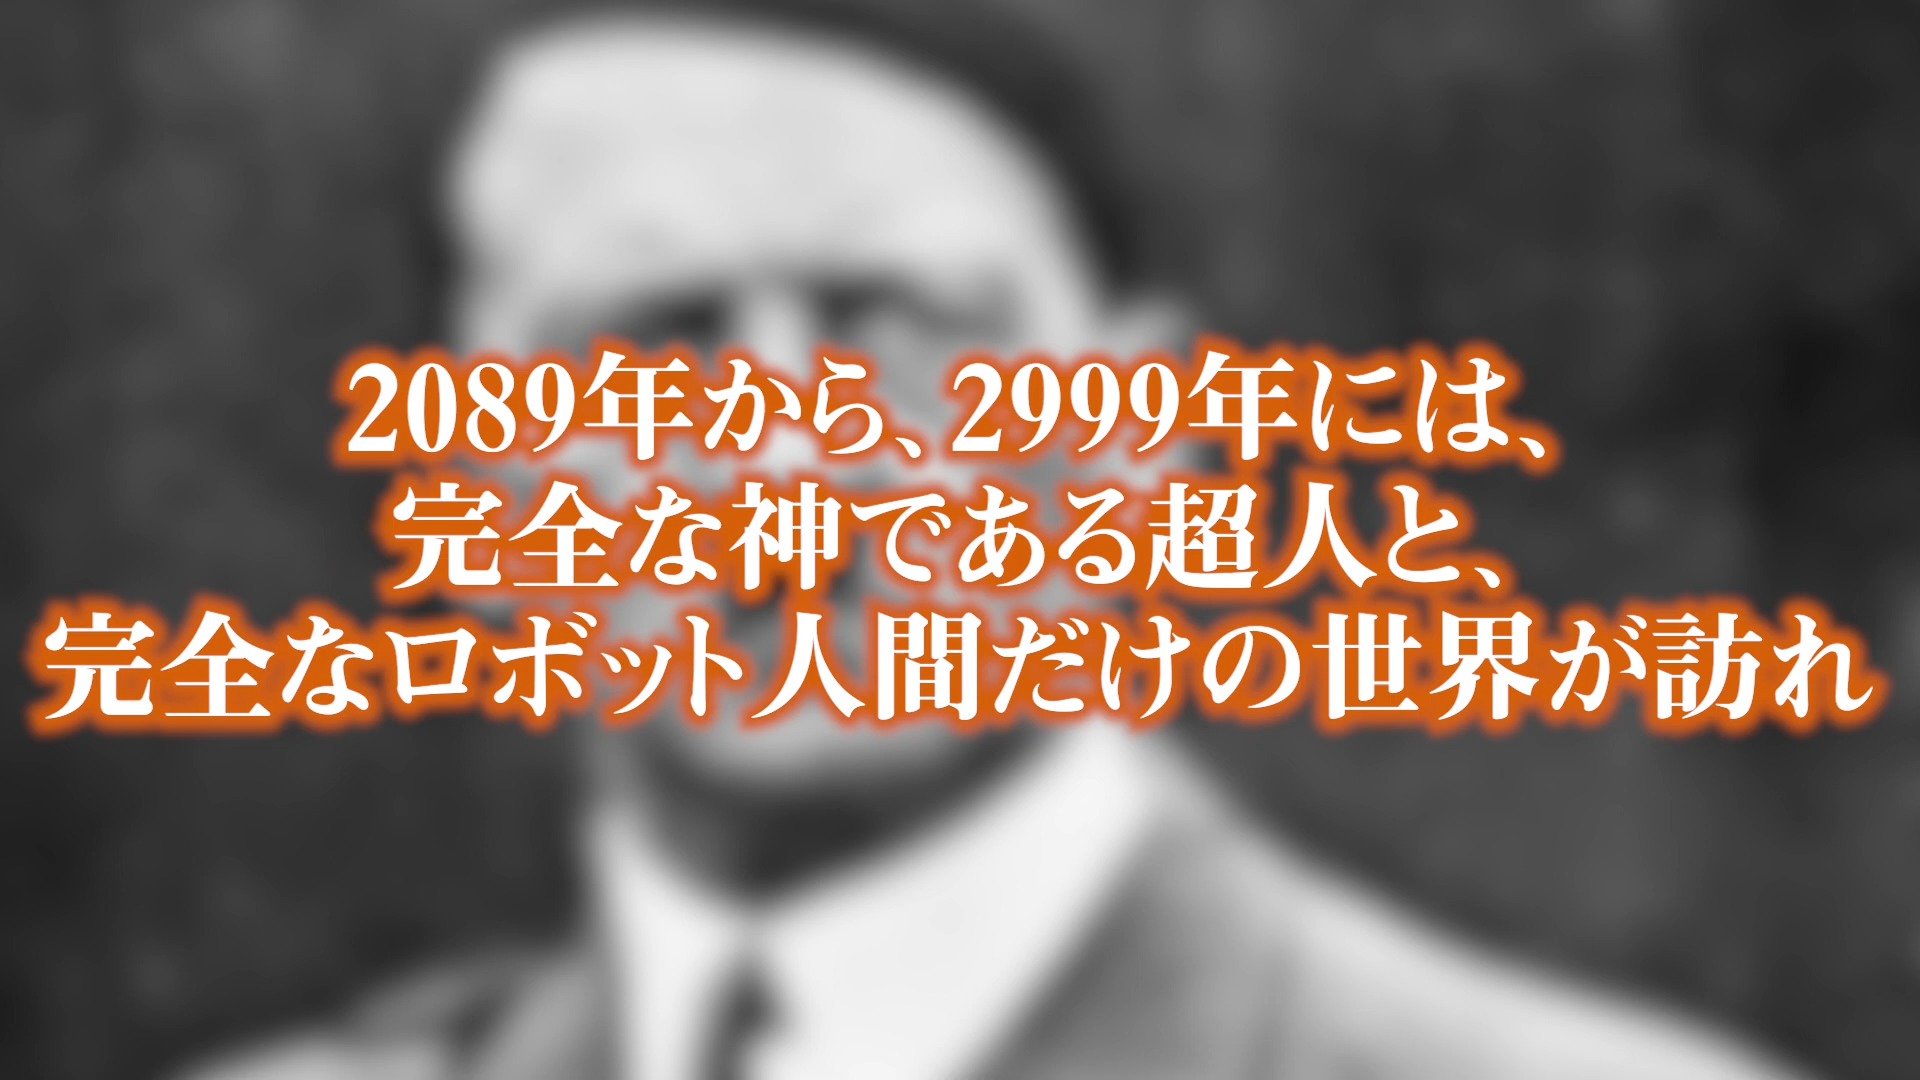 2089年から、2999年には、
完全な神である超人と、
完全なロボット人間だけの世界が訪れ